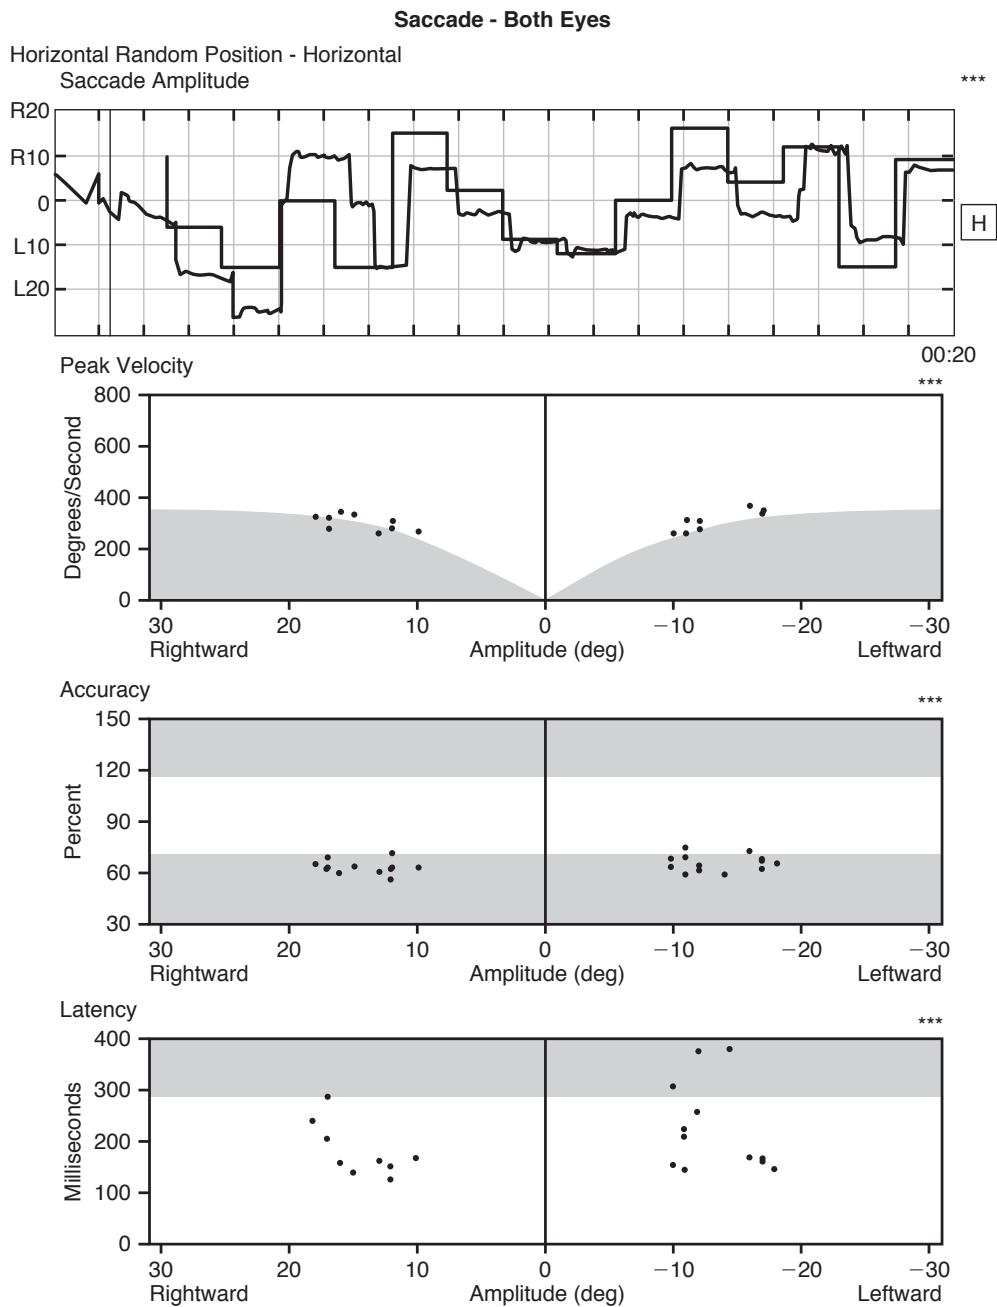 Saccade - Both Eyes
Horizontal Random Position - Horizontal
Saccade Amplitude
***
R20
R10
0
L10
L20
H
00:20
Peak Velocity
***
800
600
400
200
0
Degrees/Second
30 20 10 0 −10 −20 −30
Rightward Amplitude (deg) Leftward
Accuracy
***
150
120
90
60
30
Percent
30 20 10 0 −10 −20 −30
Rightward Amplitude (deg) Leftward
Latency
***
400
300
200
100
0
Milliseconds
30 20 10 0 −10 −20 −30
Rightward Amplitude (deg) Leftward